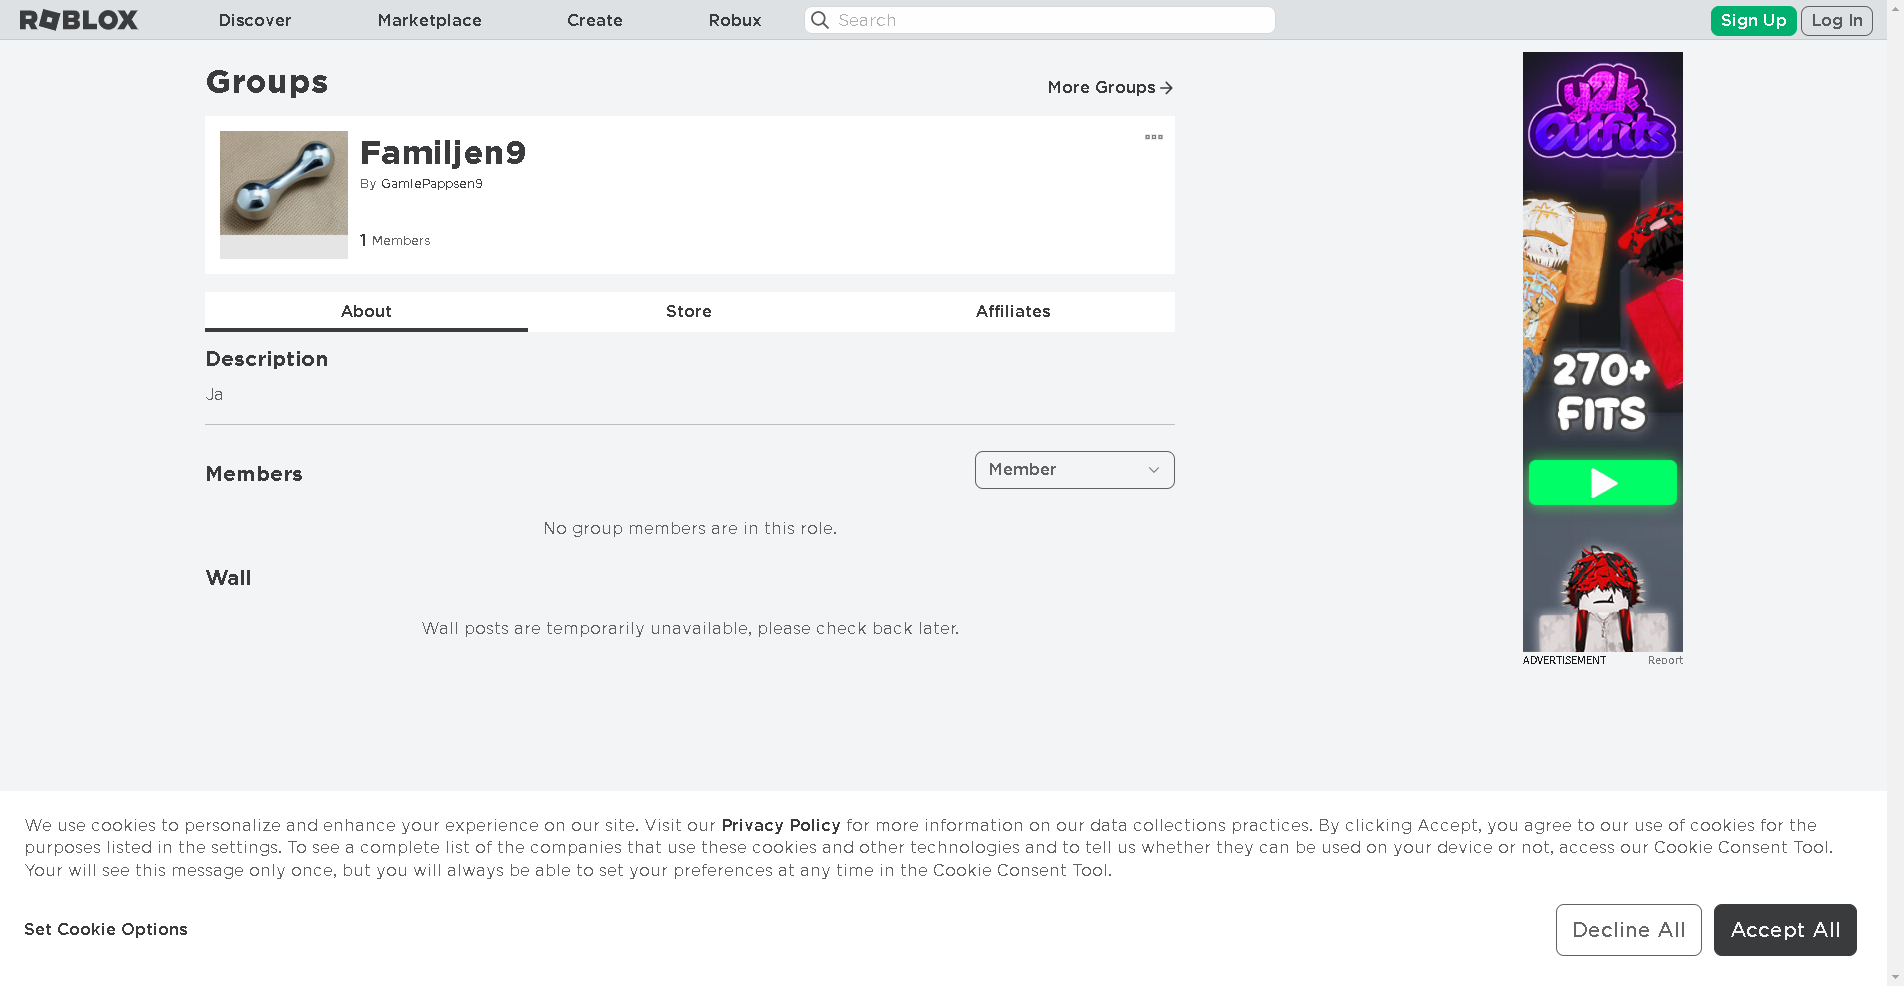 ROBLOX Discover Marketplace Create Robux Search Sign Up Log In
Groups
More Groups
Familjen9
By GamlePappsen9
1 Members
About Store Affiliates
Description
Ja
Members
Member
No group members are in this role.
Wall
Wall posts are temporarily unavailable, please check back later.
y2k
Outfits
270+
FITS
ADVERTISEMENT Report
We use cookies to personalize and enhance your experience on our site. Visit our Privacy Policy for more information on our data collections practices. By clicking Accept, you agree to our use of cookies for the
purposes listed in the settings. To see a complete list of the companies that use these cookies and other technologies and to tell us whether they can be used on your device or not, access our Cookie Consent Tool.
Your will see this message only once, but you will always be able to set your preferences at any time in the Cookie Consent Tool.
Set Cookie Options
Decline All
Accept All